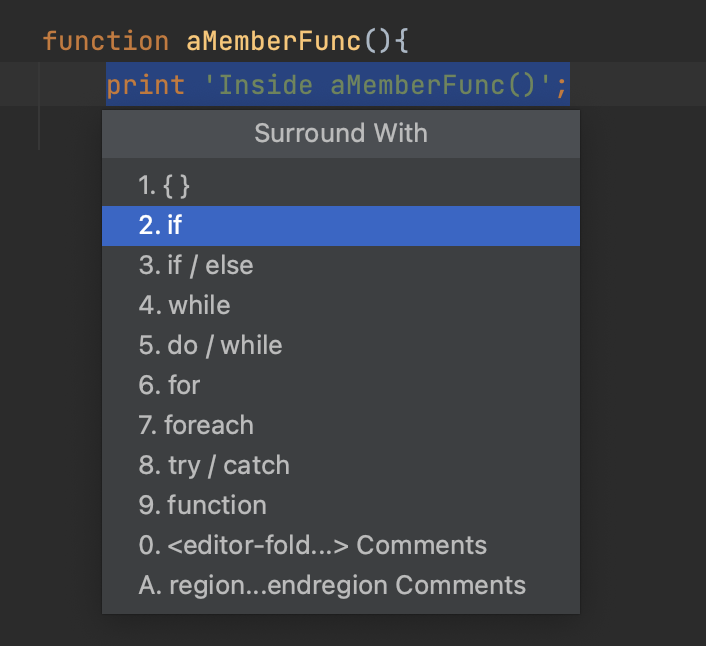 function aMemberFunc(){
print 'Inside aMemberFunc()';
Surround With
1. { }
2. if
3. if / else
4. while
5. do / while
6. for
7. foreach
8. try / catch
9. function
0. <editor-fold...> Comments
A. region...endregion Comments